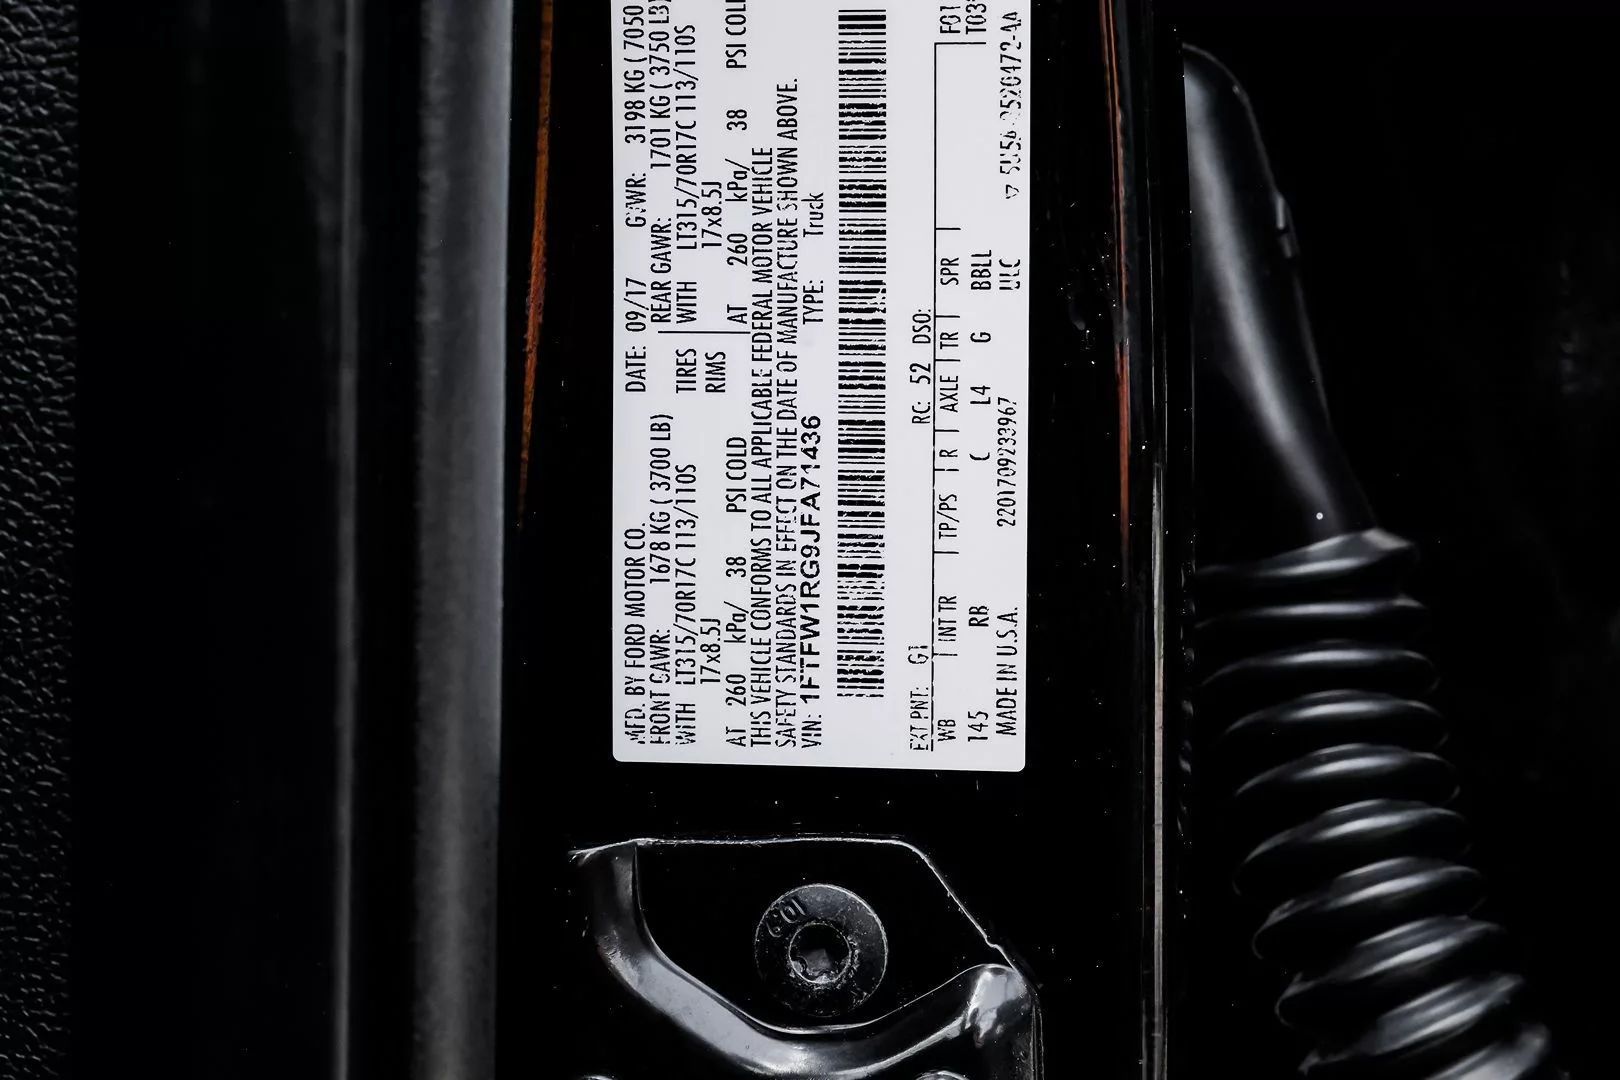 MFD. BY FORD MOTOR CO. DATE: 09/17 GVWR: 3198 KG ( 7050
FRONT GAWR: 1678 KG ( 3700 LB) REAR GAWR: 1701 KG ( 3750 LB)
WITH LT315/70R17C 113/110S TIRES WITH LT315/70R17C 113/110S
17x8.5J RIMS 17x8.5J
AT 260 kPa/ 38 PSI COLD AT 260 kPa/ 38 PSI COLD
THIS VEHICLE CONFORMS TO ALL APPLICABLE FEDERAL MOTOR VEHICLE
SAFETY STANDARDS IN EFFECT ON THE DATE OF MANUFACTURE SHOWN ABOVE.
VIN: 1FTFW1RG9JFA71436 TYPE: Truck
EXT PNT: G1 RC: 52 DSO: F01
WB INT TR TP/PS R AXLE TR SPR
145 RB C L4 G BBLL
MADE IN U.S.A. 2201709233967 LLC